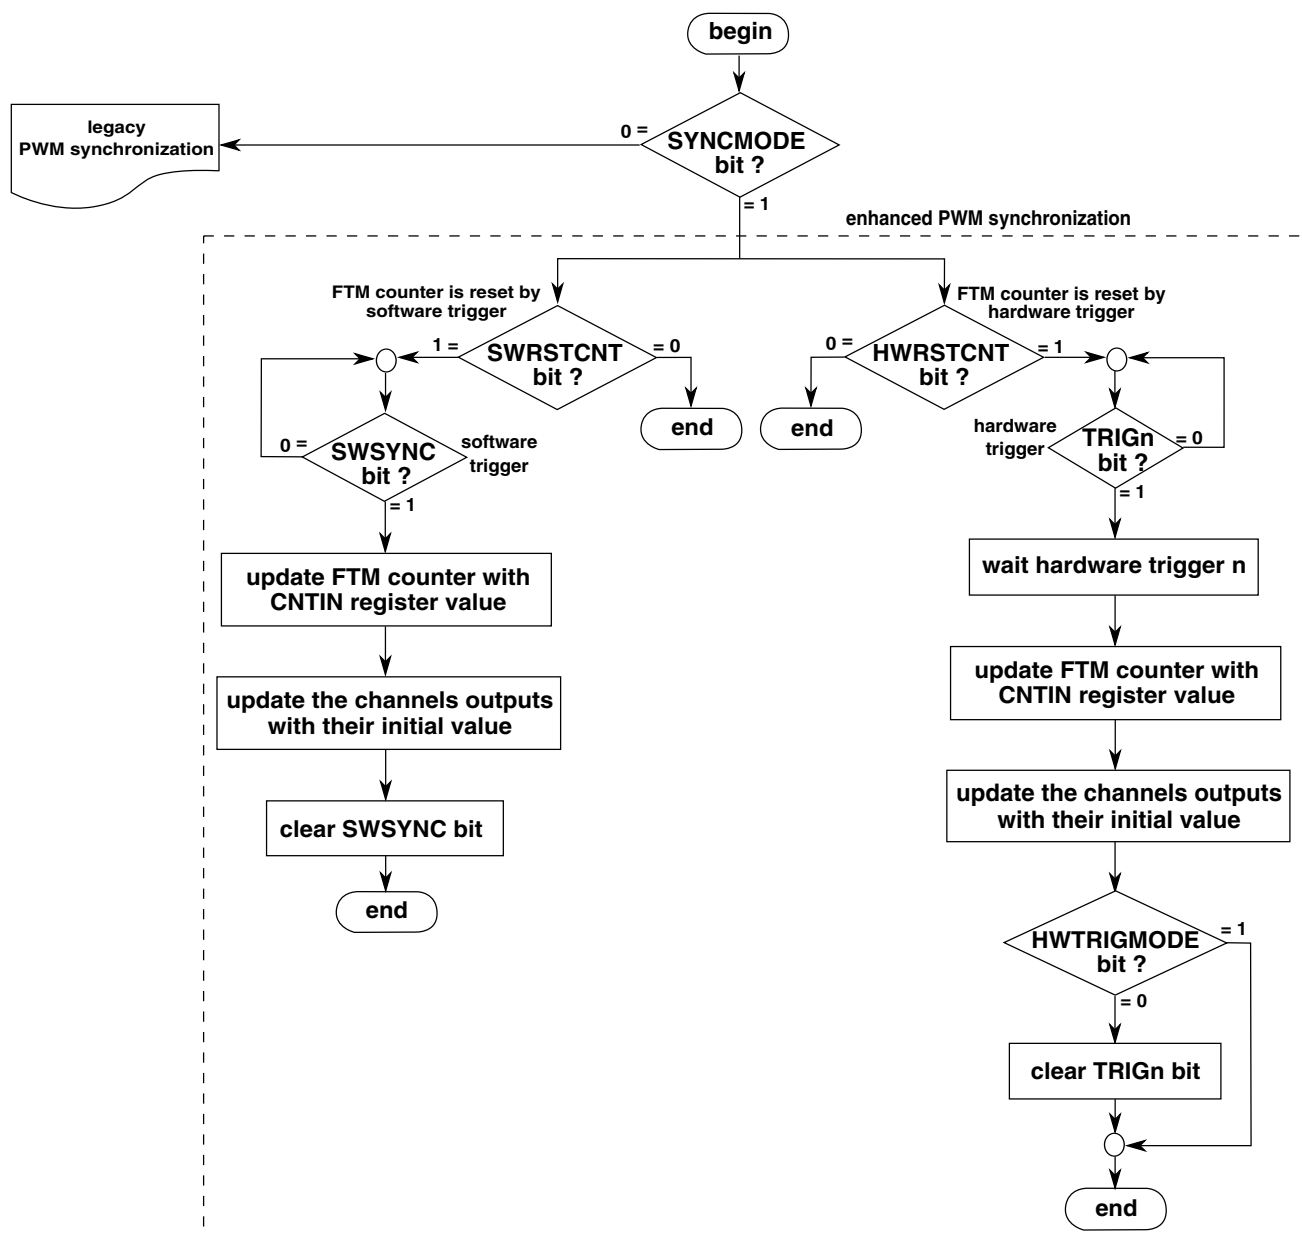 begin
legacy
PWM synchronization
0 =
SYNCMODE
bit ?
= 1
enhanced PWM synchronization
FTM counter is reset by
software trigger
1 =
SWRSTCNT
bit ?
= 0
end
0 =
SWSYNC
bit ?
software
trigger
= 1
update FTM counter with
CNTIN register value
update the channels outputs
with their initial value
clear SWSYNC bit
end
FTM counter is reset by
hardware trigger
0 =
HWRSTCNT
bit ?
= 1
end
hardware
trigger
TRIGn
bit ?
= 0
= 1
wait hardware trigger n
update FTM counter with
CNTIN register value
update the channels outputs
with their initial value
HWTRIGMODE
bit ?
= 1
= 0
clear TRIGn bit
end